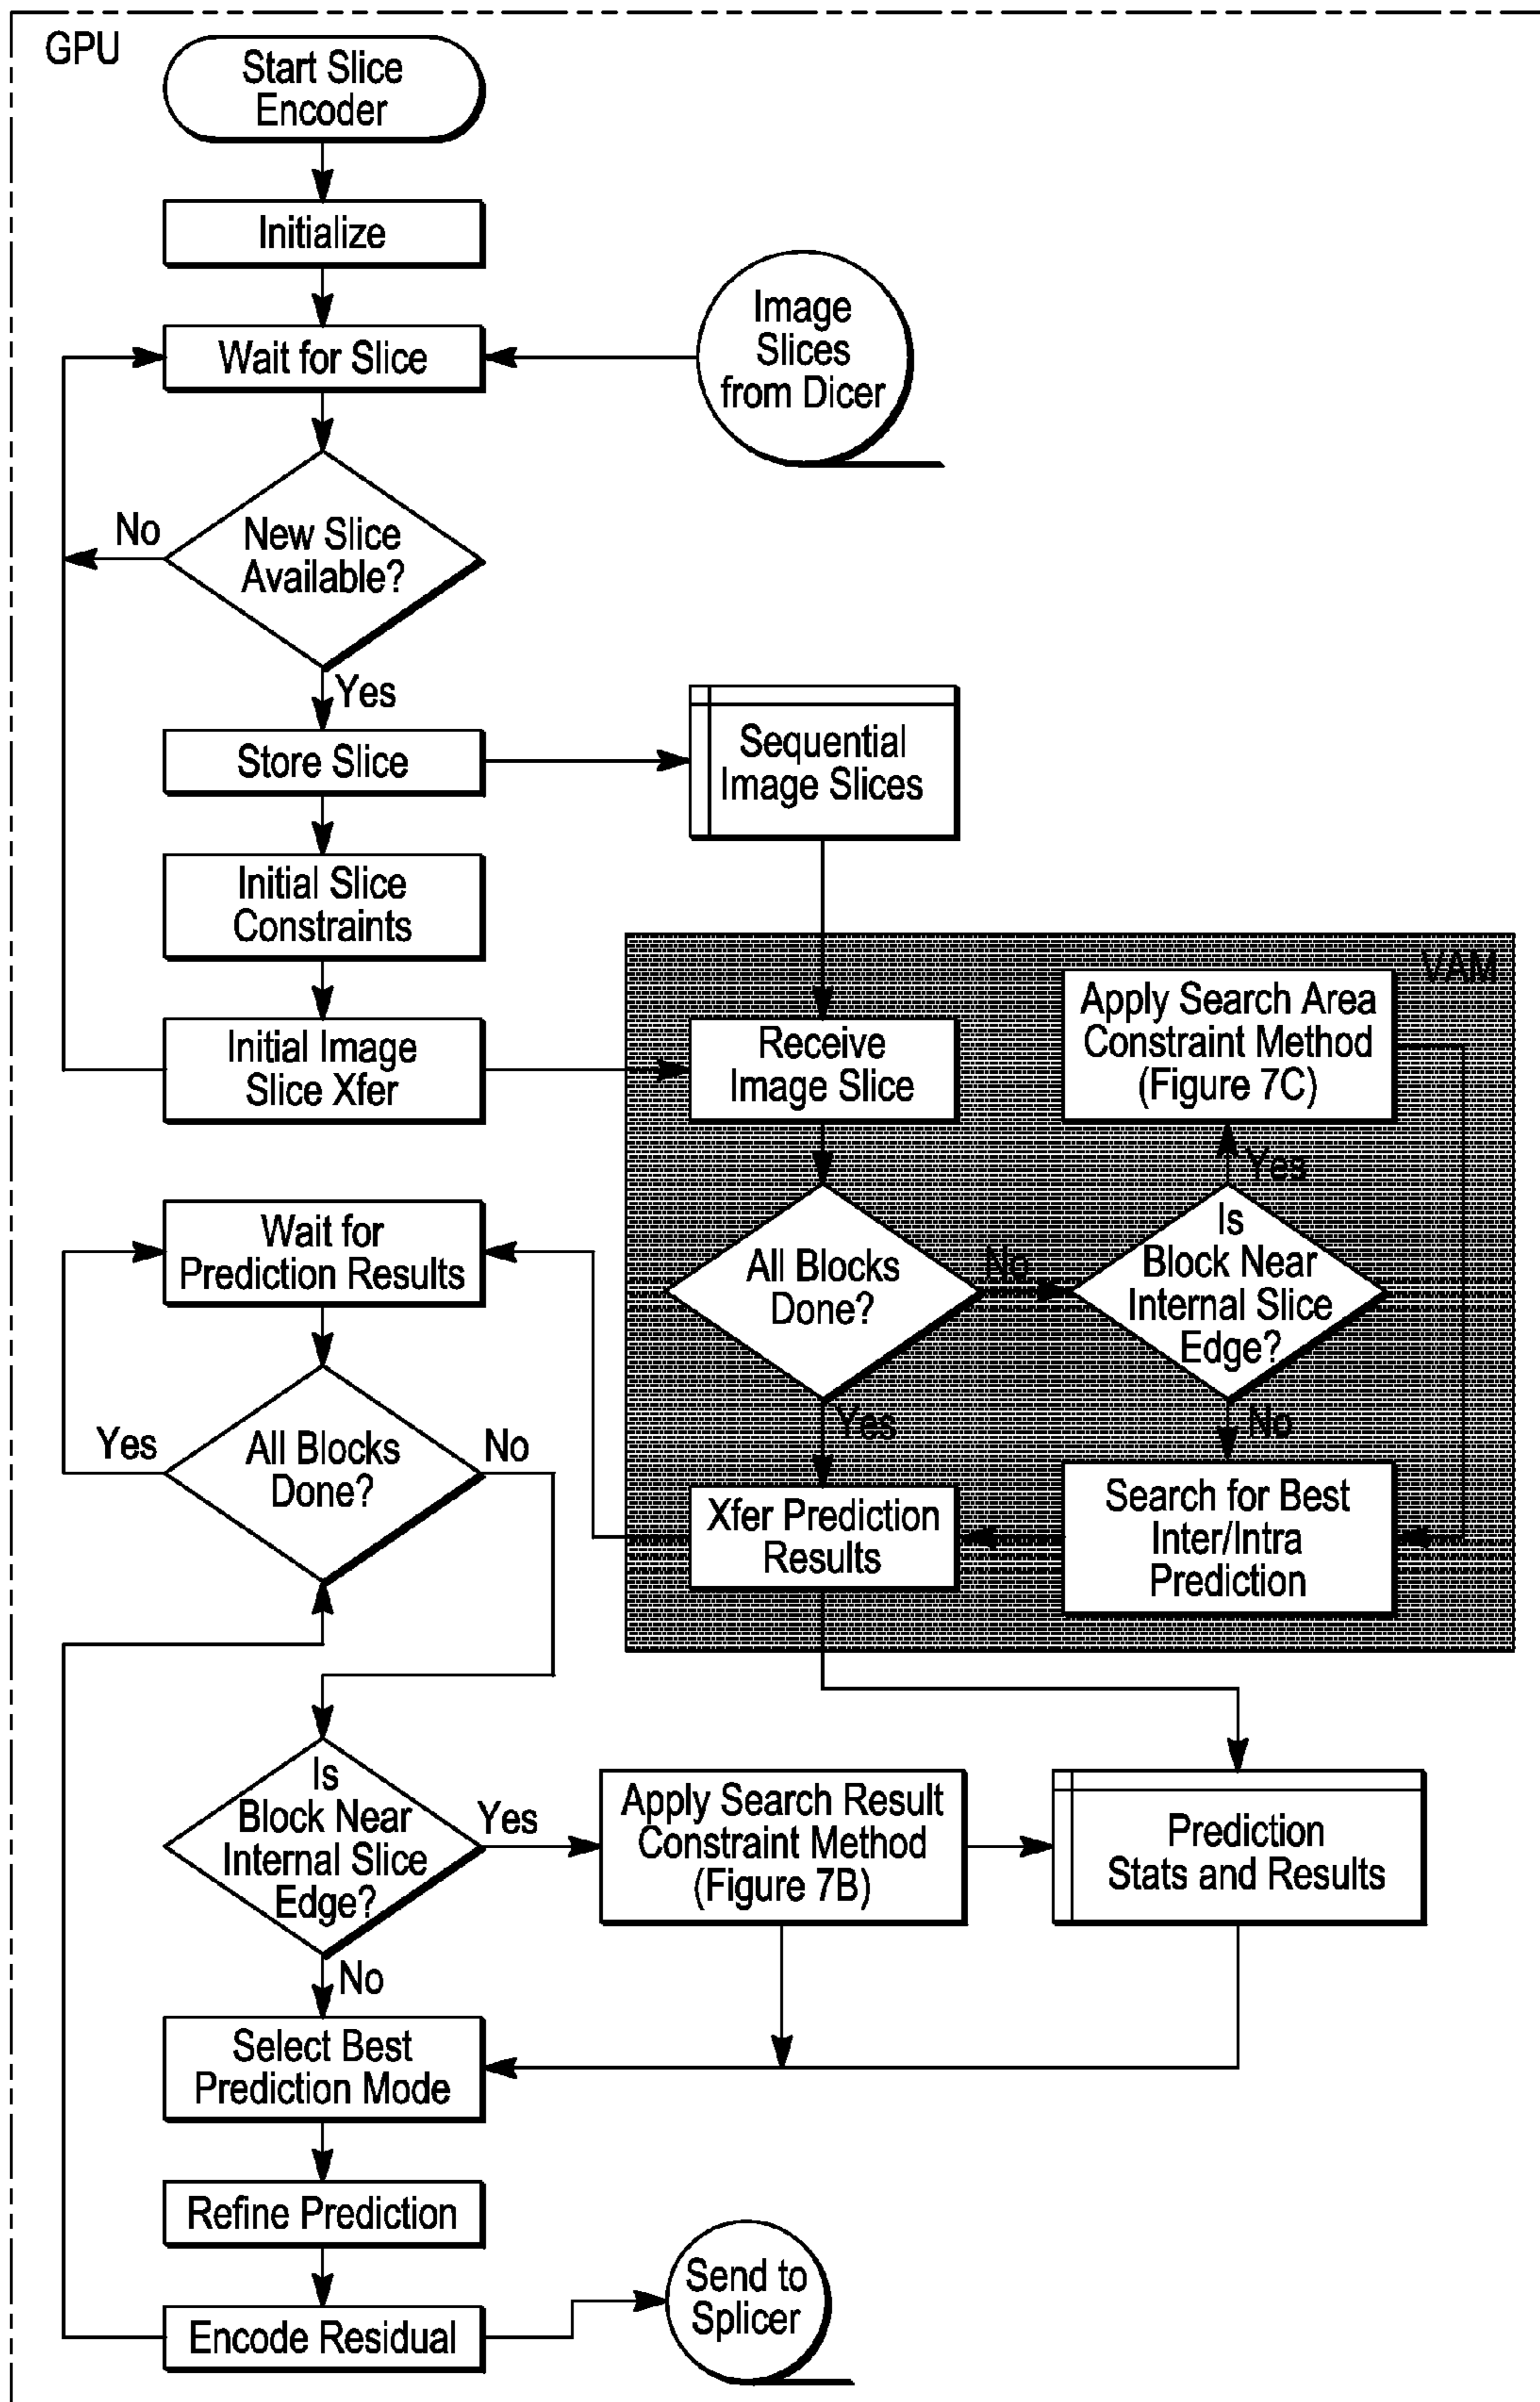 GPU
Start Slice
Encoder
Initialize
Wait for Slice
Image
Slices
from Dicer
No
New Slice
Available?
Yes
Store Slice
Sequential
Image Slices
Initial Slice
Constraints
VAM
Initial Image
Slice Xfer
Receive
Image Slice
Apply Search Area
Constraint Method
(Figure 7C)
Yes
Wait for
Prediction Results
All Blocks
Done?
No
Is
Block Near
Internal Slice
Edge?
Yes
No
Yes
All Blocks
Done?
No
Xfer Prediction
Results
Search for Best
Inter/Intra
Prediction
Is
Block Near
Internal Slice
Edge?
Yes
Apply Search Result
Constraint Method
(Figure 7B)
Prediction
Stats and Results
No
Select Best
Prediction Mode
Refine Prediction
Encode Residual
Send to
Splicer